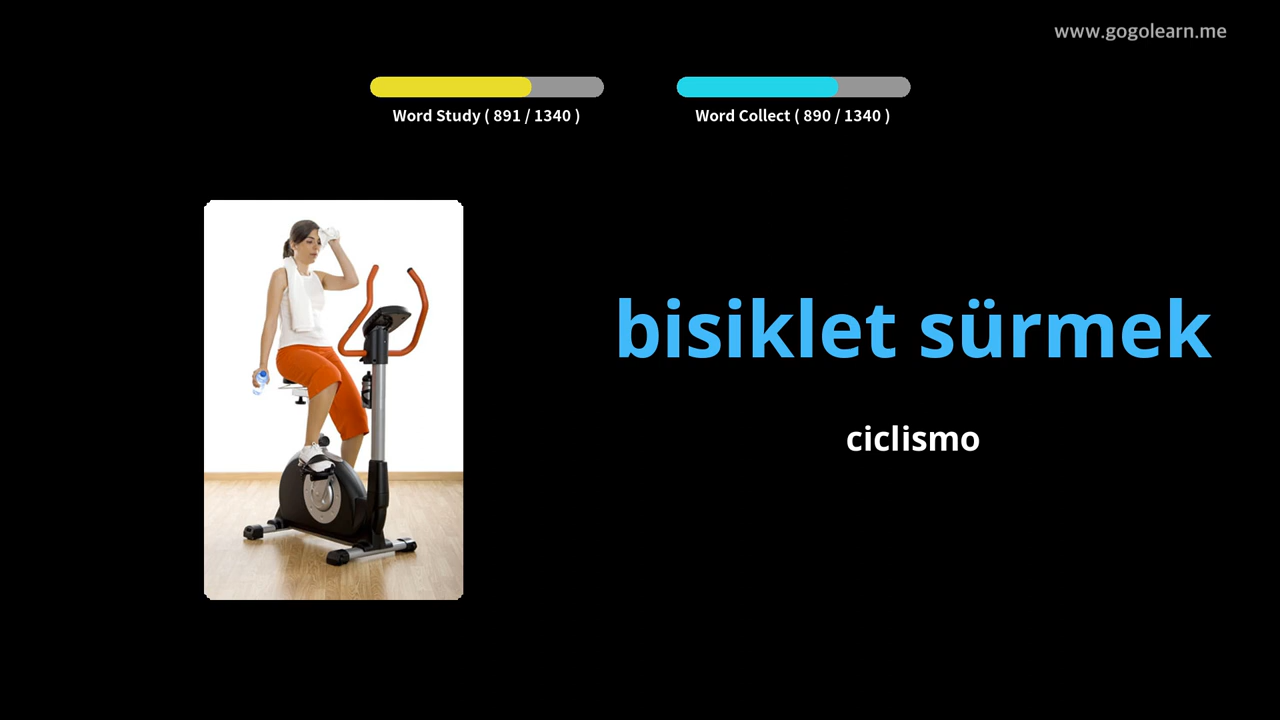 www.gogolearn.me
Word Study ( 891 / 1340 )
Word Collect ( 890 / 1340 )
bisiklet sürmek
ciclismo